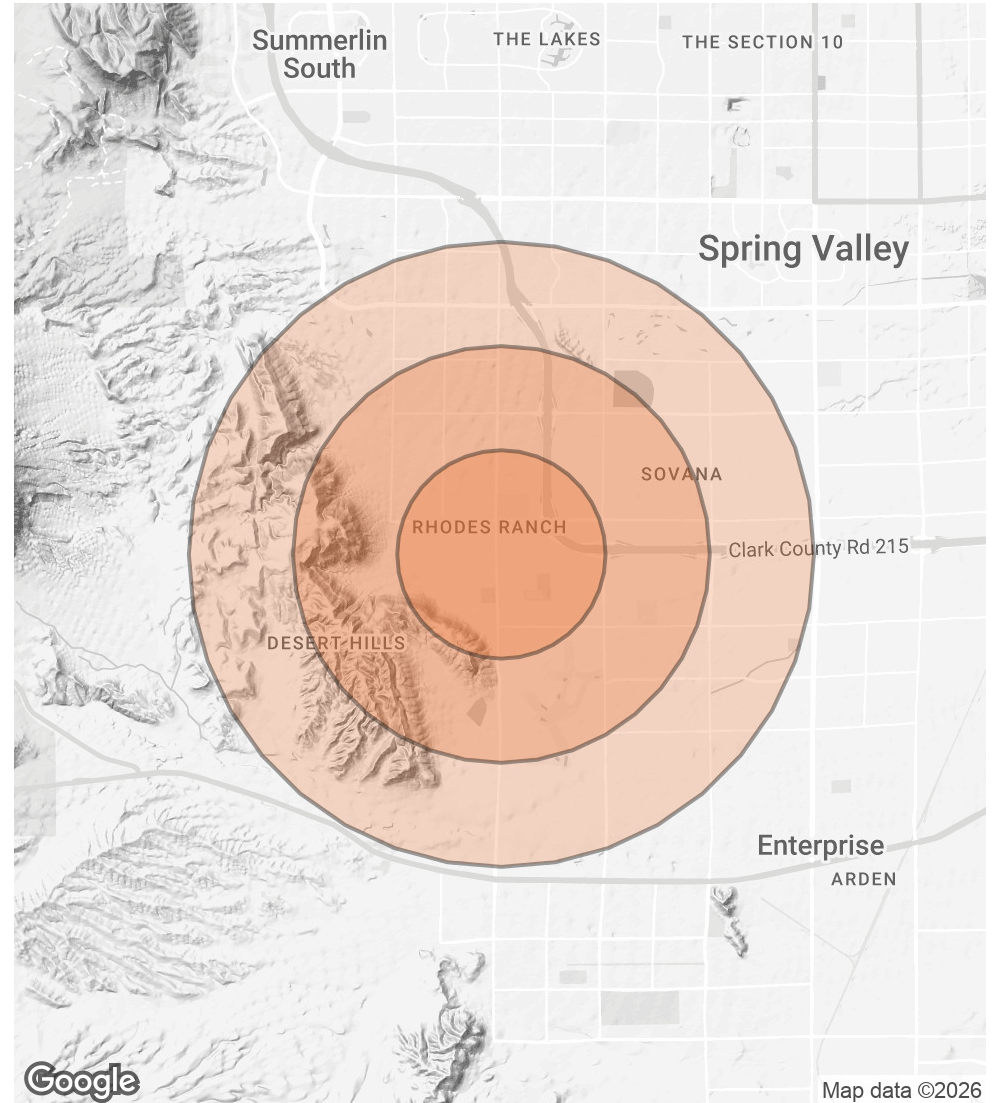 Summerlin
South
THE LAKES
THE SECTION 10
Spring Valley
SOVANA
RHODES RANCH
Clark County Rd 215
DESERT HILLS
Enterprise
ARDEN
Google
Map data ©2026